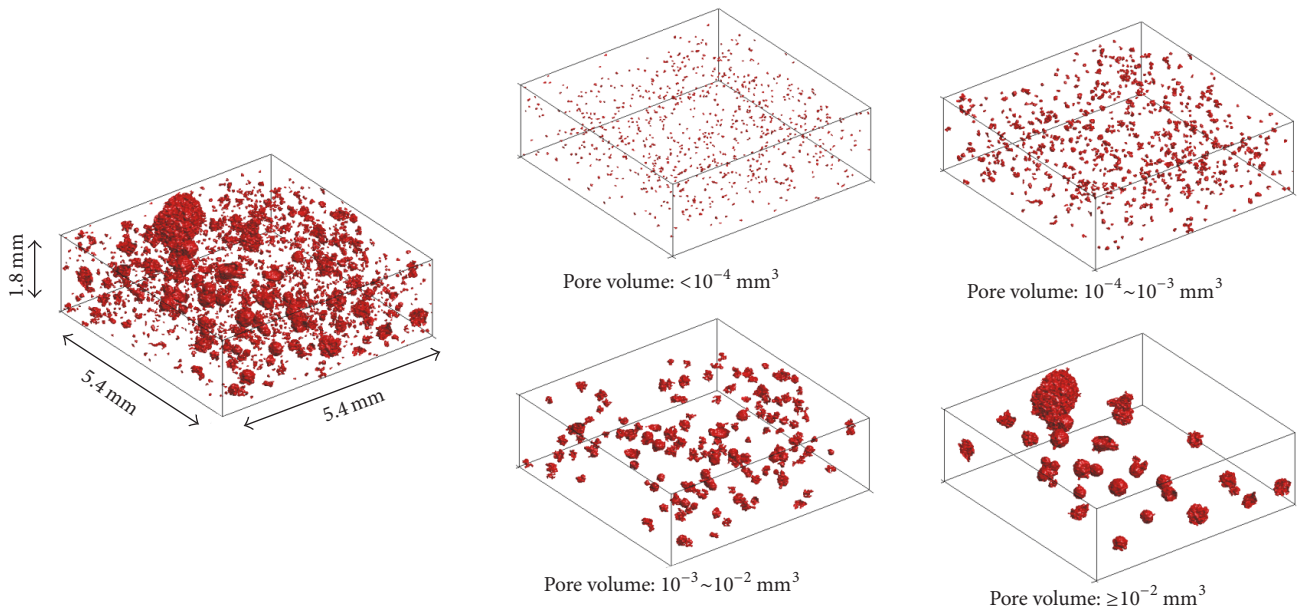 1.8 mm
5.4 mm
5.4 mm
Pore volume: <10⁻⁴ mm³
Pore volume: 10⁻⁴~10⁻³ mm³
Pore volume: 10⁻³~10⁻² mm³
Pore volume: ≥10⁻² mm³